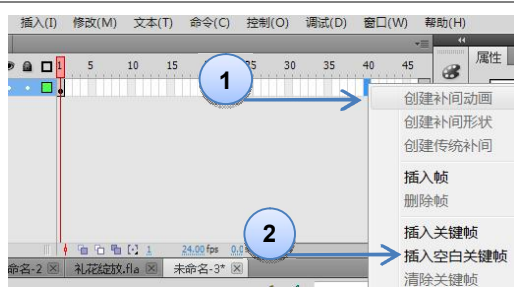 插入(I) 修改(M) 文本(T) 命令(C) 控制(O) 调试(D) 窗口(W) 帮助(H)
1 5 10 15 25 30 35 40 45
属性
1
创建补间动画
创建补间形状
创建传统补间
插入帧
删除帧
插入关键帧
插入空白关键帧
清除关键帧
2
1 24.00 fps
命名-2 礼花绽放.fla 未命名-3*